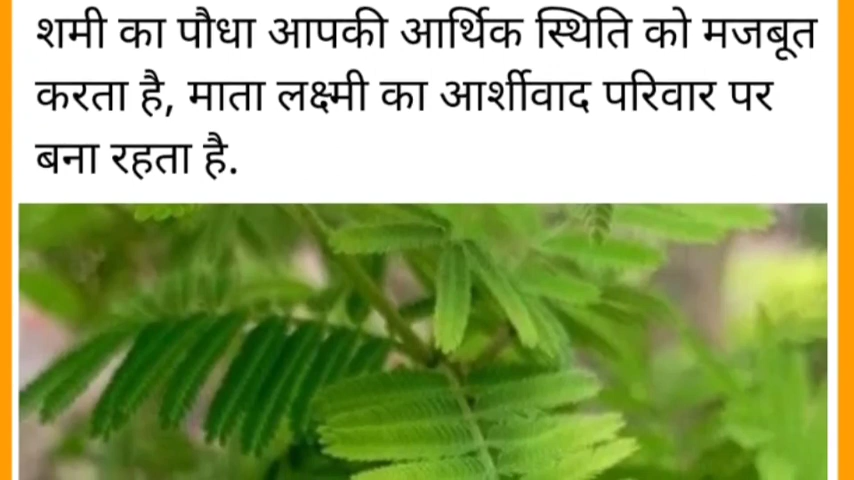 शमी का पौधा आपकी आर्थिक स्थिति को मजबूत
करता है, माता लक्ष्मी का आर्शीवाद परिवार पर
बना रहता है.